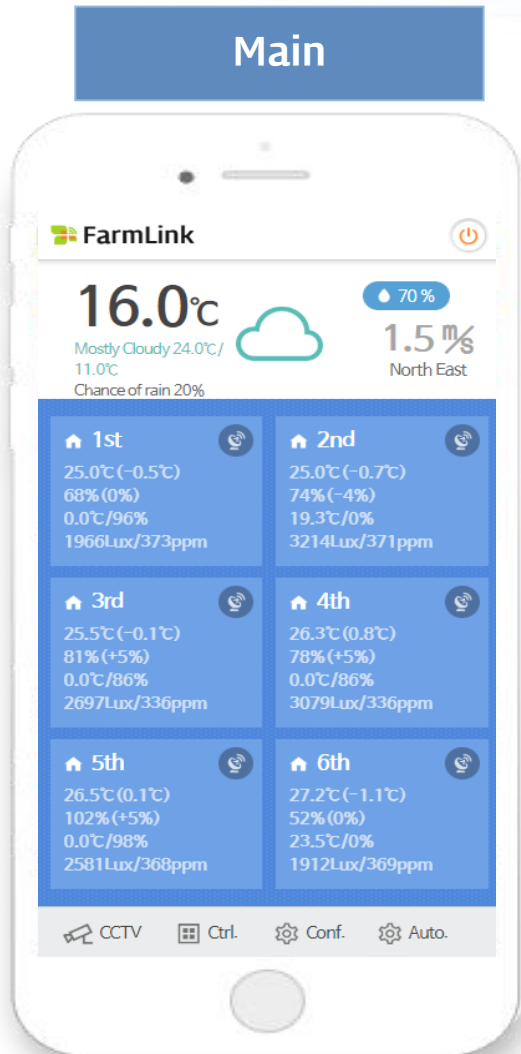 Main
FarmLink
16.0℃
Mostly Cloudy 24.0℃/
11.0℃
Chance of rain 20%
70 %
1.5 m/s
North East
1st
25.0℃(-0.5℃)
68%(0%)
0.0℃/96%
1966Lux/373ppm
2nd
25.0℃(-0.7℃)
74%(-4%)
19.3℃/0%
3214Lux/371ppm
3rd
25.5℃(-0.1℃)
81%(+5%)
0.0℃/86%
2697Lux/336ppm
4th
26.3℃(0.8℃)
78%(+5%)
0.0℃/86%
3079Lux/336ppm
5th
26.5℃(0.1℃)
102%(+5%)
0.0℃/98%
2581Lux/368ppm
6th
27.2℃(-1.1℃)
52%(0%)
23.5℃/0%
1912Lux/369ppm
CCTV Ctrl. Conf. Auto.